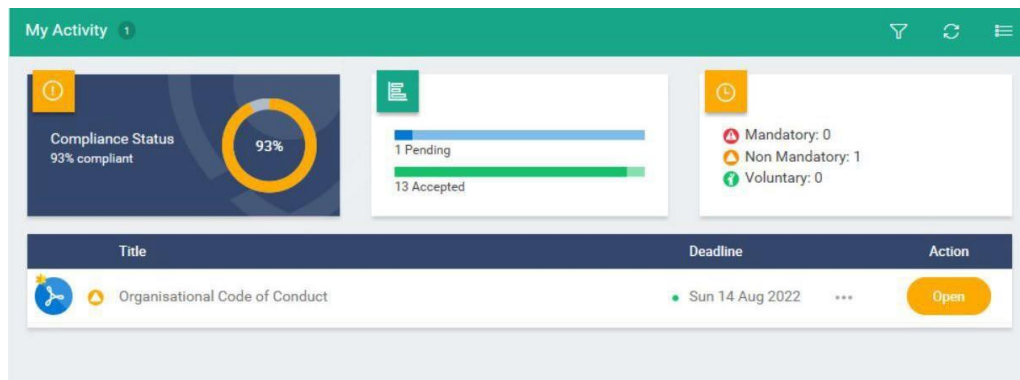 My Activity 1
Compliance Status
93% compliant
93%
1 Pending
13 Accepted
Mandatory: 0
Non Mandatory: 1
Voluntary: 0
Title Deadline Action
Organisational Code of Conduct Sun 14 Aug 2022 ••• Open